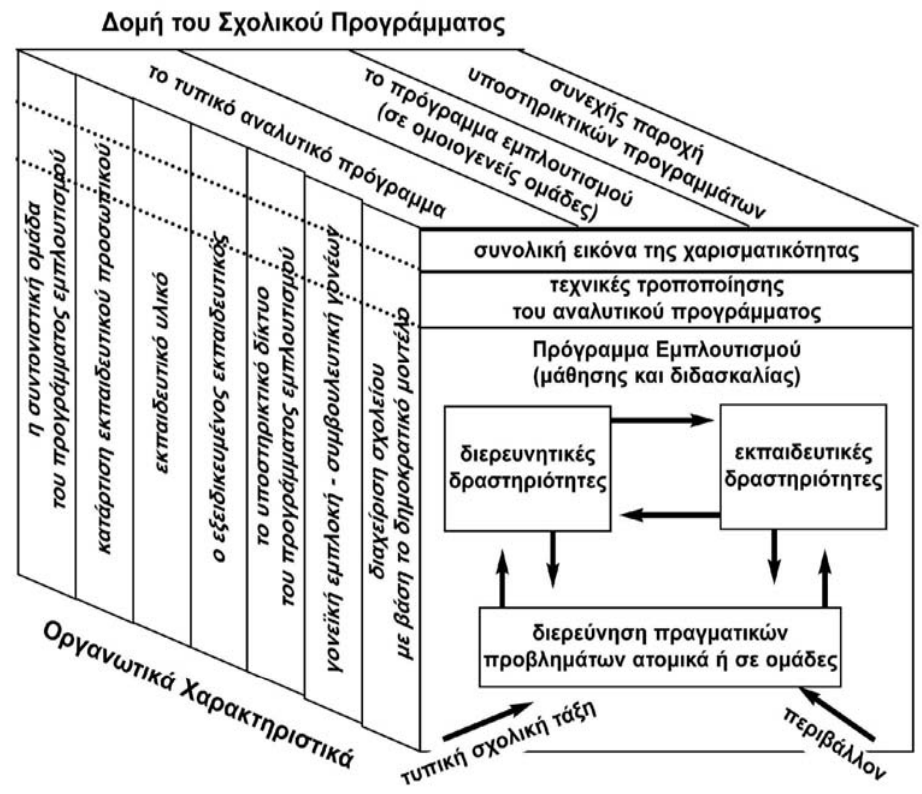 Δομή του Σχολικού Προγράμματος
το τυπικό αναλυτικό πρόγραμμα
το πρόγραμμα εμπλουτισμού
(σε ομοιογενείς ομάδες)
συνεχής παροχή
υποστηρικτικών προγραμμάτων
η συντονιστική ομάδα
του προγράμματος εμπλουτισμού
κατάρτιση εκπαιδευτικού προσωπικού
εκπαιδευτικό υλικό
ο εξειδικευμένος εκπαιδευτικός
το υποστηρικτικό δίκτυο
του προγράμματος εμπλουτισμού
γονεϊκή εμπλοκή - συμβουλευτική γονέων
διαχείριση σχολείου
με βάση το δημοκρατικό μοντέλο
Οργανωτικά Χαρακτηριστικά
συνολική εικόνα της χαρισματικότητας
τεχνικές τροποποίησης
του αναλυτικού προγράμματος
Πρόγραμμα Εμπλουτισμού
(μάθησης και διδασκαλίας)
διερευνητικές
δραστηριότητες
εκπαιδευτικές
δραστηριότητες
διερεύνηση πραγματικών
προβλημάτων ατομικά ή σε ομάδες
τυπική σχολική τάξη
περιβάλλον